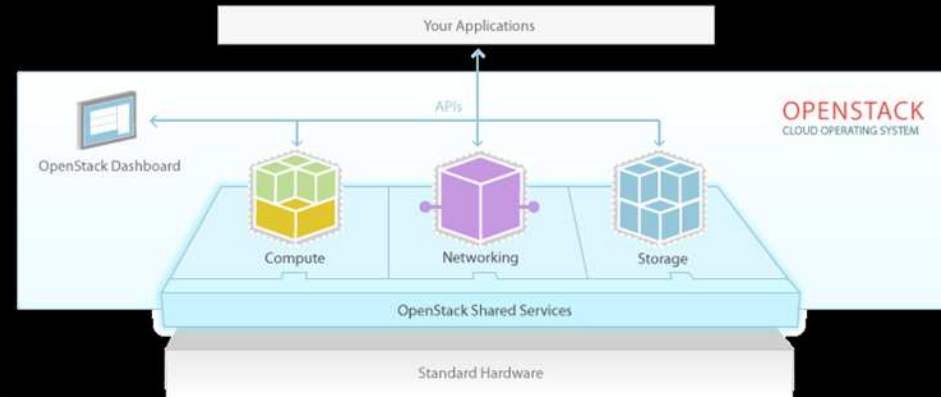 Your Applications
APIs
OPENSTACK
CLOUD OPERATING SYSTEM
OpenStack Dashboard
Compute
Networking
Storage
OpenStack Shared Services
Standard Hardware